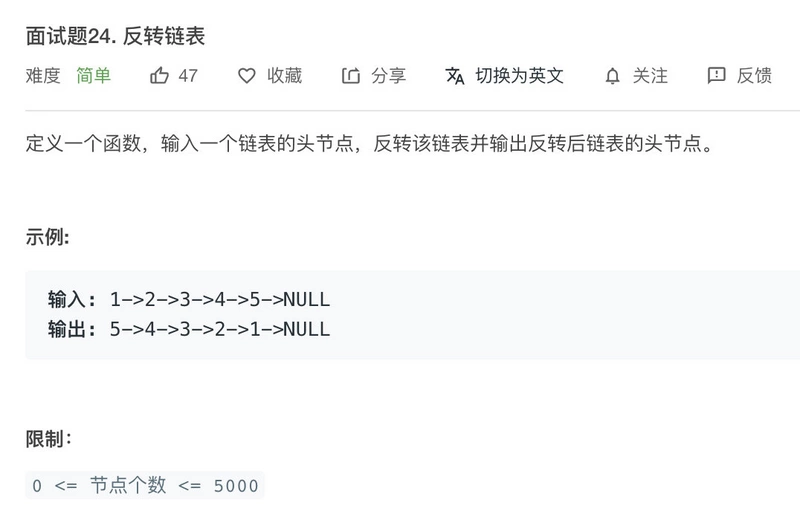 面试题24. 反转链表
难度 简单 47 收藏 分享 切换为英文 关注 反馈
定义一个函数，输入一个链表的头节点，反转该链表并输出反转后链表的头节点。
示例:
输入: 1->2->3->4->5->NULL
输出: 5->4->3->2->1->NULL
限制：
0 <= 节点个数 <= 5000